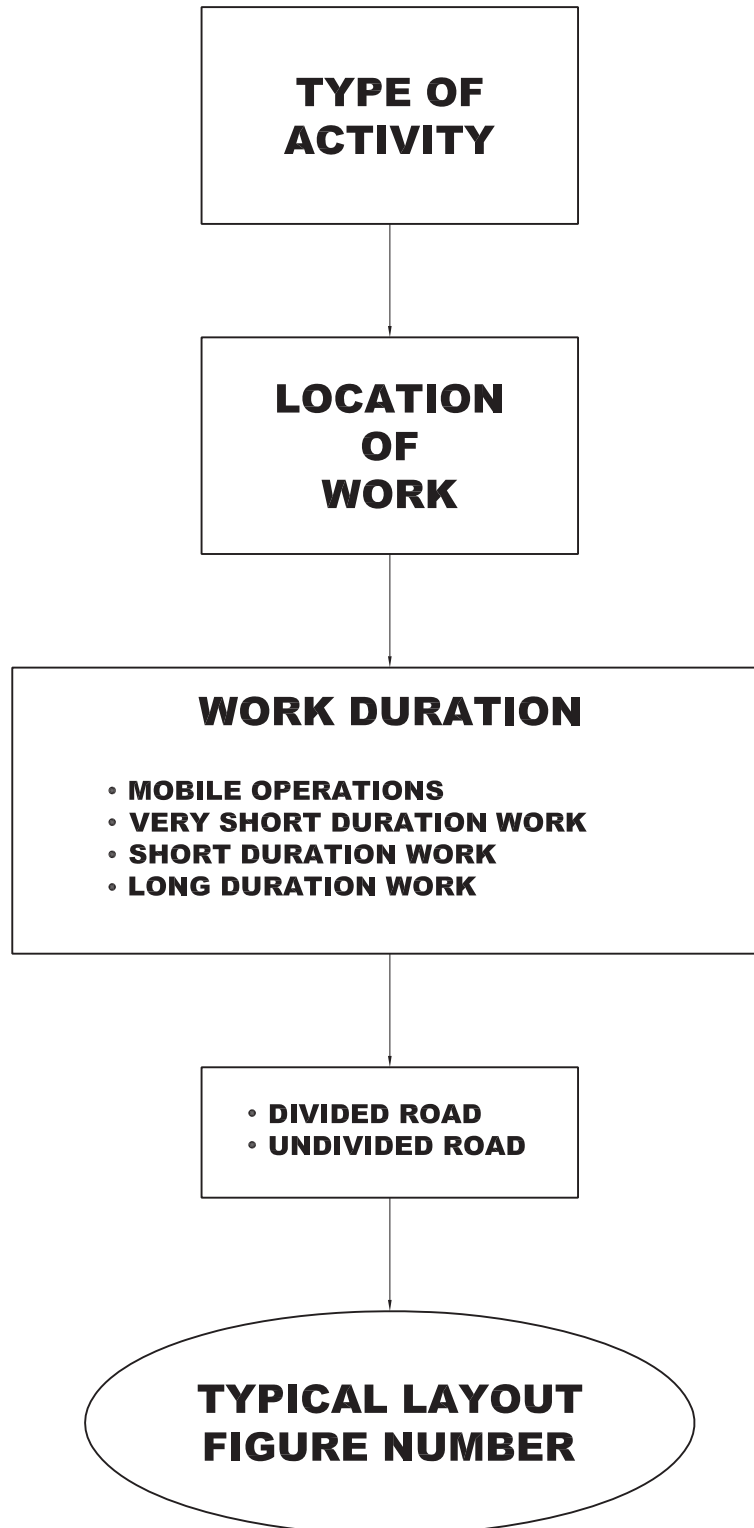 TYPE OF
ACTIVITY
LOCATION
OF
WORK
WORK DURATION
• MOBILE OPERATIONS
• VERY SHORT DURATION WORK
• SHORT DURATION WORK
• LONG DURATION WORK
• DIVIDED ROAD
• UNDIVIDED ROAD
TYPICAL LAYOUT
FIGURE NUMBER